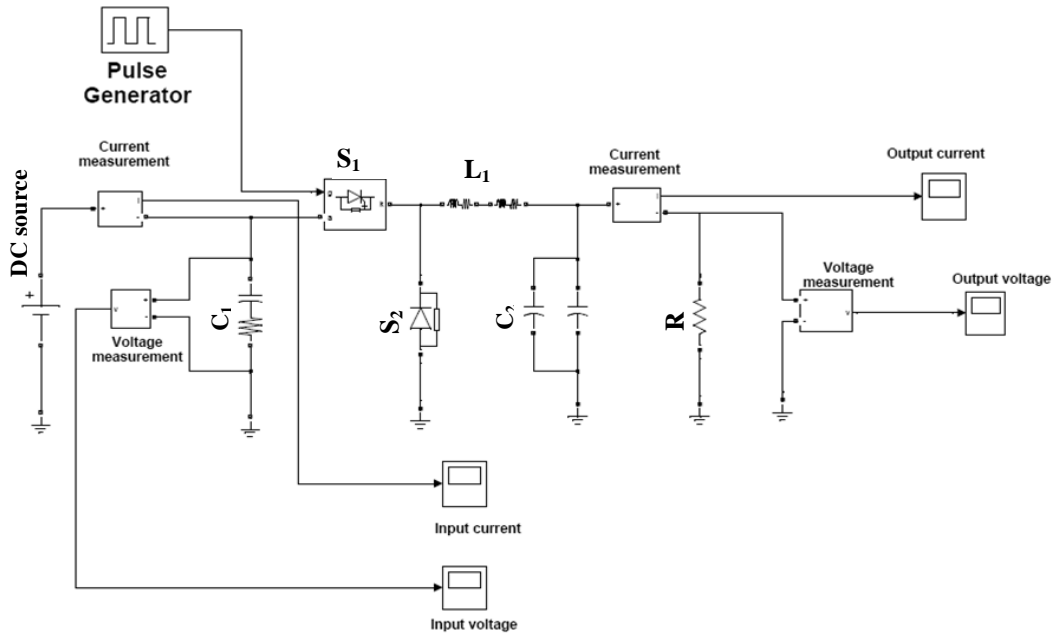 Pulse
Generator
Current
measurement
S₁
L₁
Current
measurement
Output current
DC source
+
Voltage
measurement
C₁
S₂
C₂
R
Voltage
measurement
Output voltage
Input current
Input voltage